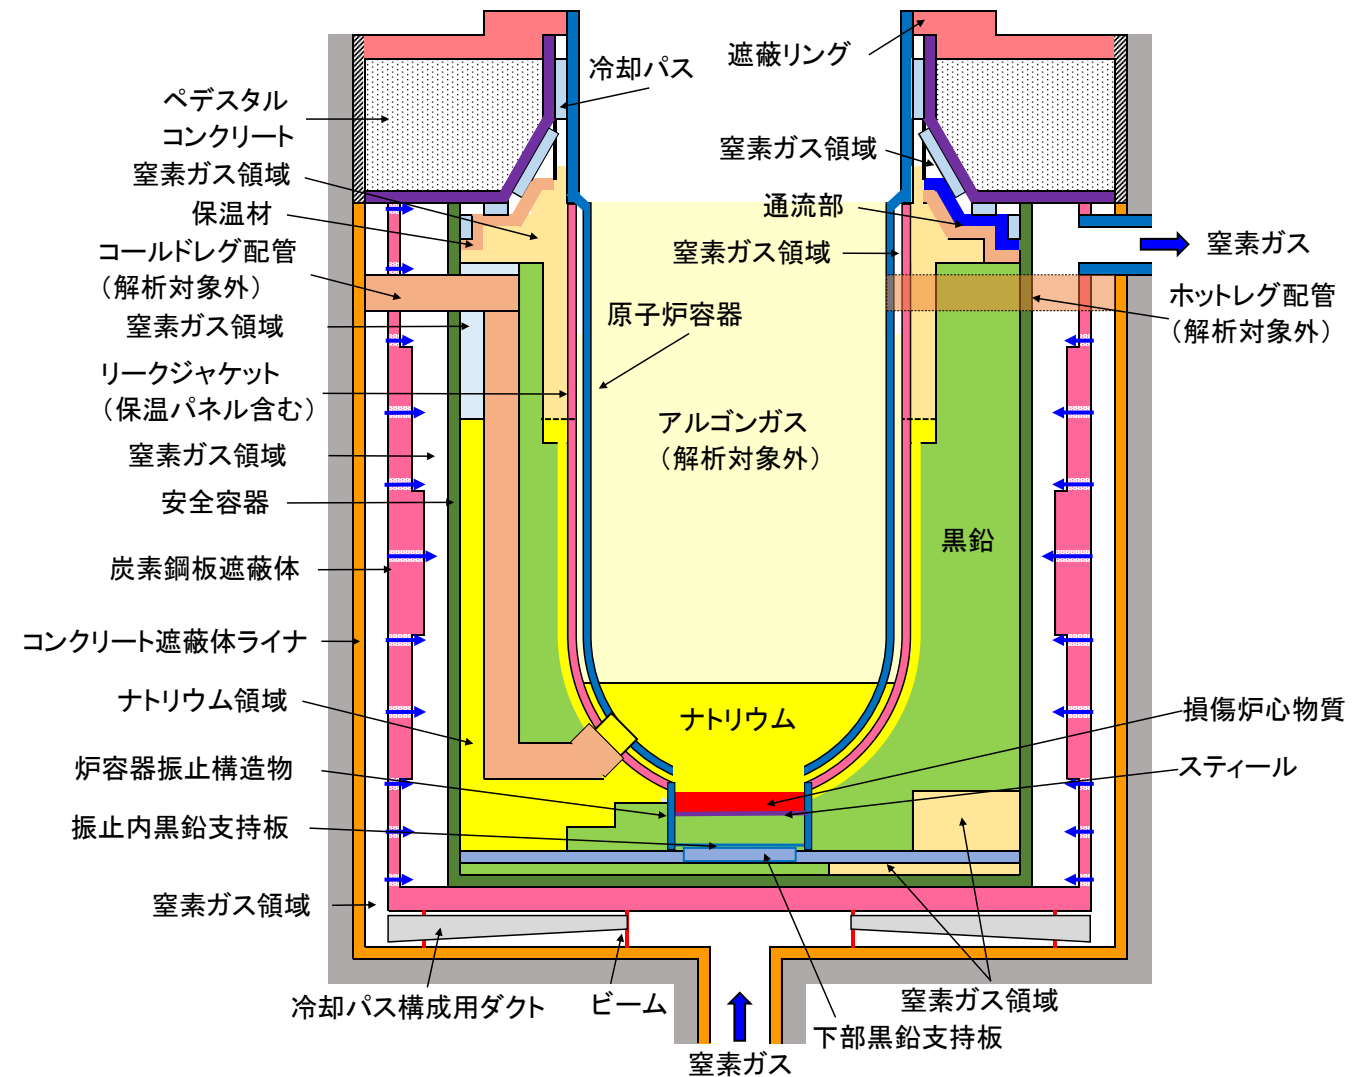 冷却パス
遮蔽リング
ペデスタル
コンクリート
窒素ガス領域
保温材
コールドレグ配管
（解析対象外）
窒素ガス領域
リークジャケット
（保温パネル含む）
窒素ガス領域
安全容器
炭素鋼板遮蔽体
コンクリート遮蔽体ライナ
ナトリウム領域
炉容器振止構造物
振止内黒鉛支持板
窒素ガス領域
窒素ガス領域
通流部
窒素ガス領域
原子炉容器
アルゴンガス
（解析対象外）
ナトリウム
黒鉛
窒素ガス
ホットレグ配管
（解析対象外）
損傷炉心物質
スティール
冷却パス構成用ダクト
ビーム
窒素ガス領域
下部黒鉛支持板
窒素ガス